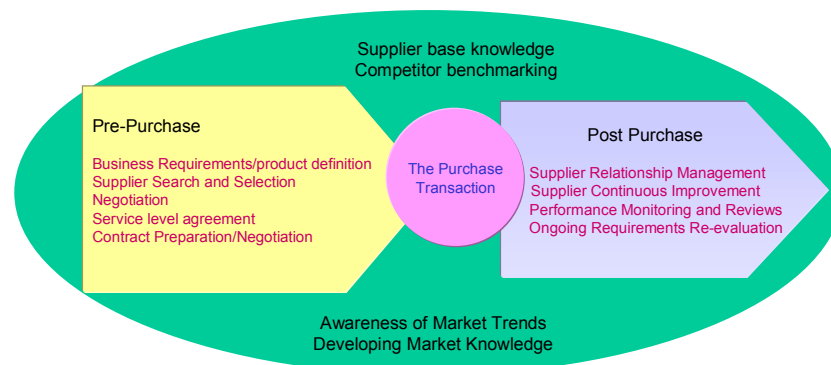 Supplier base knowledge
Competitor benchmarking
Pre-Purchase
Business Requirements/product definition
Supplier Search and Selection
Negotiation
Service level agreement
Contract Preparation/Negotiation
The Purchase
Transaction
Post Purchase
Supplier Relationship Management
Supplier Continuous Improvement
Performance Monitoring and Reviews
Ongoing Requirements Re-evaluation
Awareness of Market Trends
Developing Market Knowledge